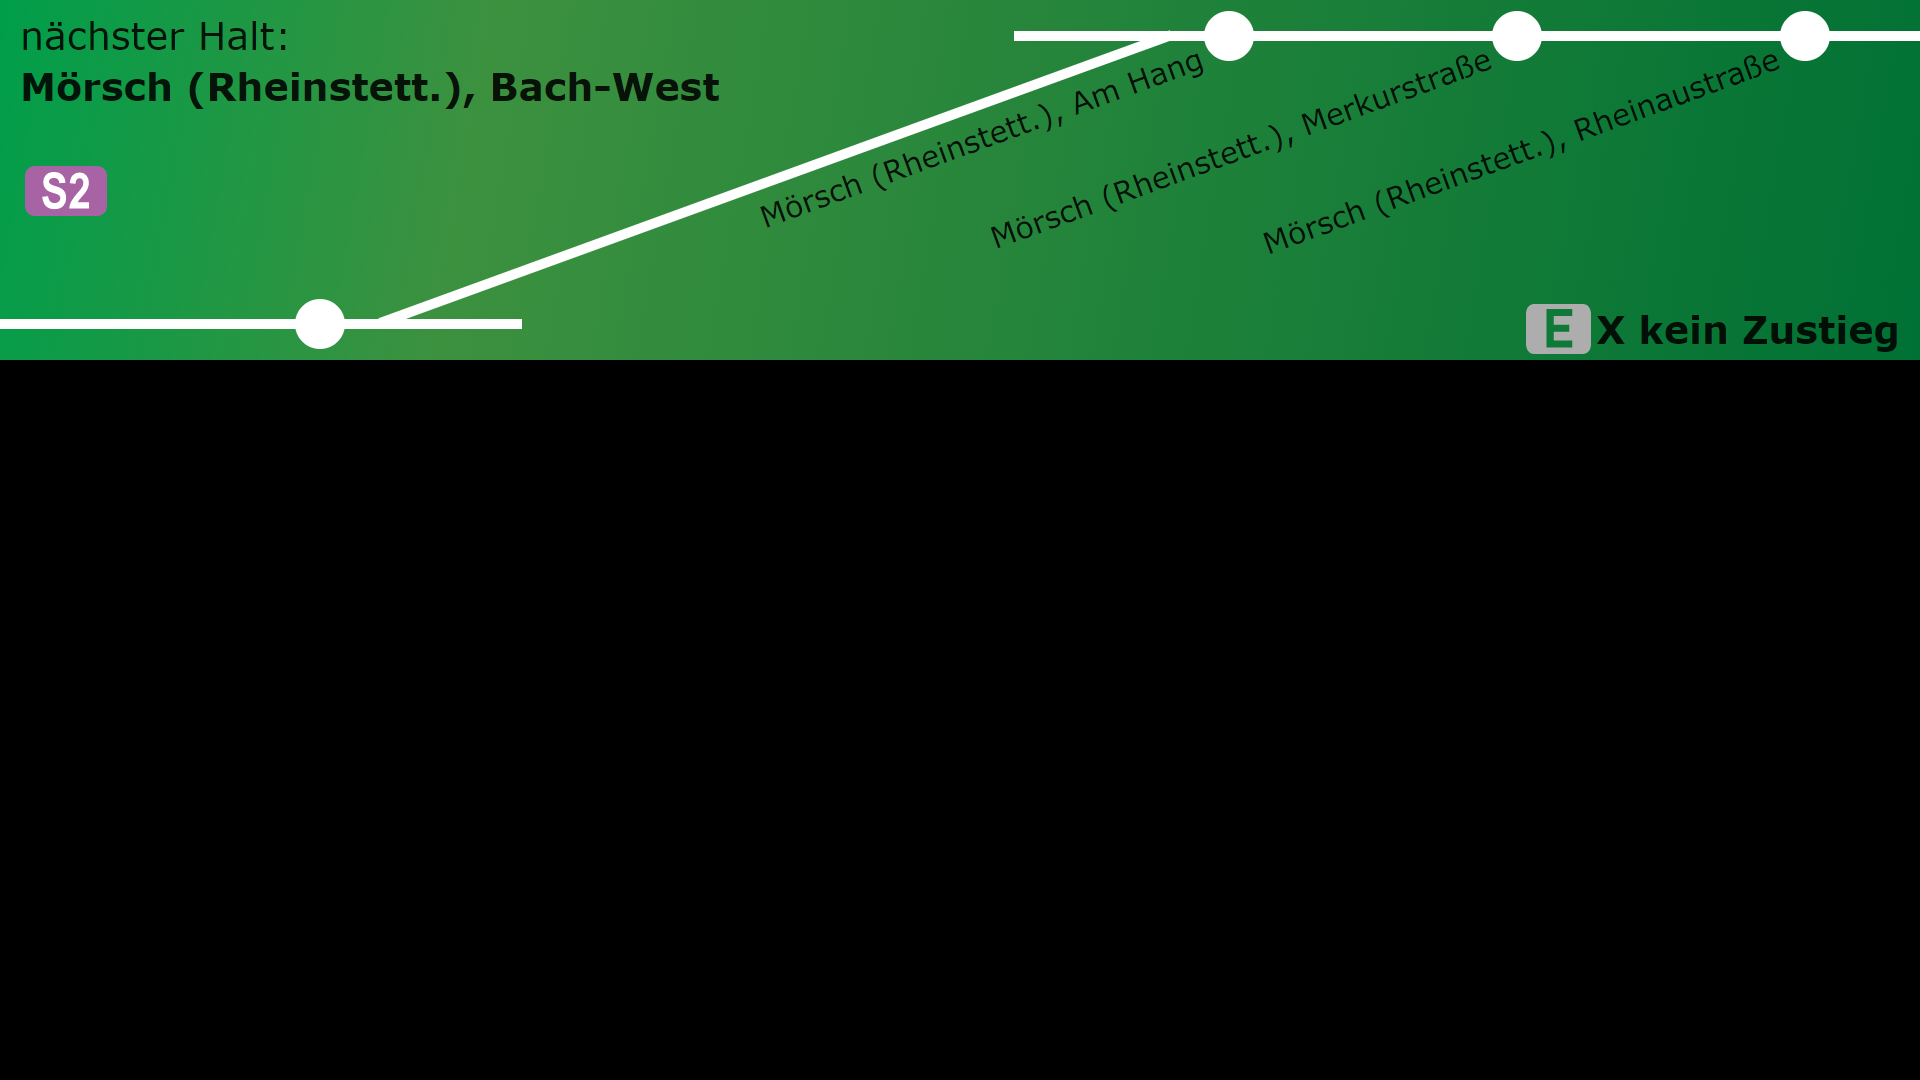 nächster Halt:
Mörsch (Rheinstett.), Bach-West
S2
Mörsch (Rheinstett.), Am Hang
Mörsch (Rheinstett.), Merkurstraße
Mörsch (Rheinstett.), Rheinaustraße
E X kein Zustieg